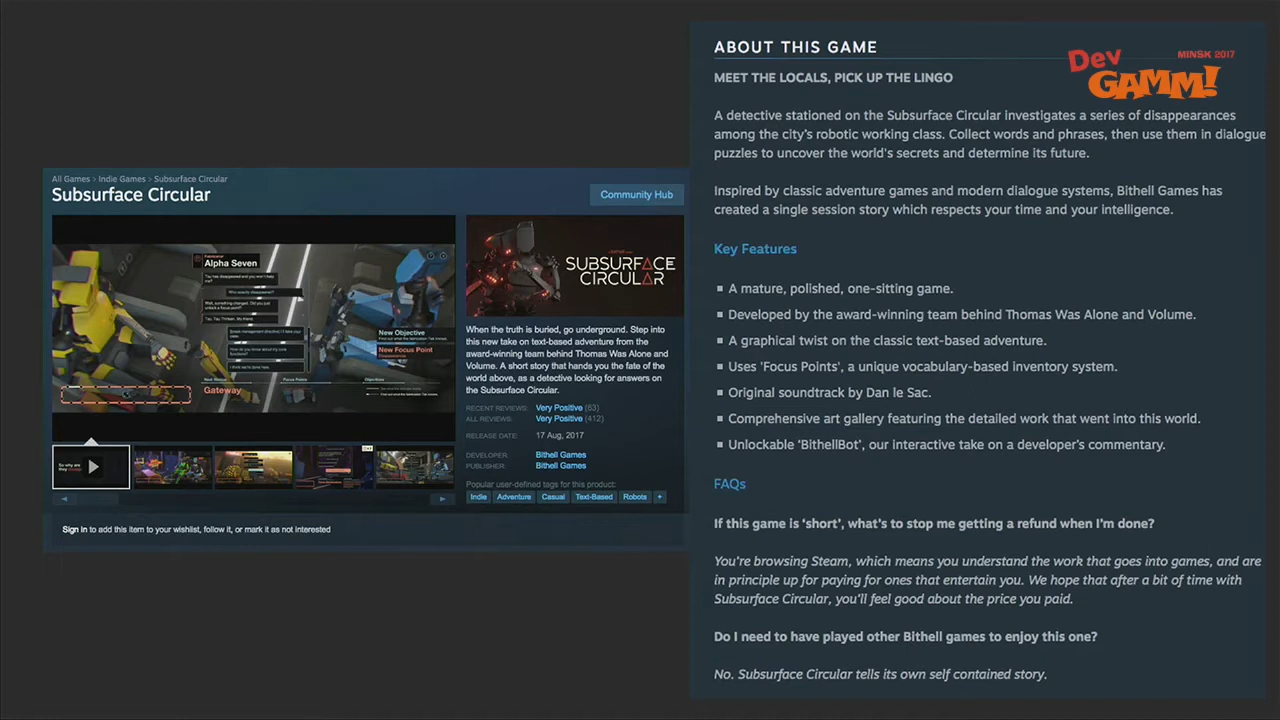 All Games > Indie Games > Subsurface Circular
Subsurface Circular
Community Hub
Alpha Seven
New Objective
New Focus Point
Focus Points
Objectives
Gateway
SUBSURFACE
CIRCULAR
When the truth is buried, go underground. Step into
this new take on text-based adventure from the
award-winning team behind Thomas Was Alone and
Volume. A short story that hands you the fate of the
world above, as a detective looking for answers on
the Subsurface Circular.
RECENT REVIEWS: Very Positive (63)
ALL REVIEWS: Very Positive (412)
RELEASE DATE: 17 Aug, 2017
DEVELOPER: Bithell Games
PUBLISHER: Bithell Games
Popular user-defined tags for this product:
Indie Adventure Casual Text-Based Robots +
Sign in to add this item to your wishlist, follow it, or mark it as not interested
ABOUT THIS GAME
Dev
GAMM!
MINSK 2017
MEET THE LOCALS, PICK UP THE LINGO
A detective stationed on the Subsurface Circular investigates a series of disappearances
among the city's robotic working class. Collect words and phrases, then use them in dialogue
puzzles to uncover the world's secrets and determine its future.
Inspired by classic adventure games and modern dialogue systems, Bithell Games has
created a single session story which respects your time and your intelligence.
Key Features
A mature, polished, one-sitting game.
Developed by the award-winning team behind Thomas Was Alone and Volume.
A graphical twist on the classic text-based adventure.
Uses 'Focus Points', a unique vocabulary-based inventory system.
Original soundtrack by Dan le Sac.
Comprehensive art gallery featuring the detailed work that went into this world.
Unlockable 'BithellBot', our interactive take on a developer's commentary.
FAQs
If this game is 'short', what's to stop me getting a refund when I'm done?
You're browsing Steam, which means you understand the work that goes into games, and are
in principle up for paying for ones that entertain you. We hope that after a bit of time with
Subsurface Circular, you'll feel good about the price you paid.
Do I need to have played other Bithell games to enjoy this one?
No. Subsurface Circular tells its own self contained story.